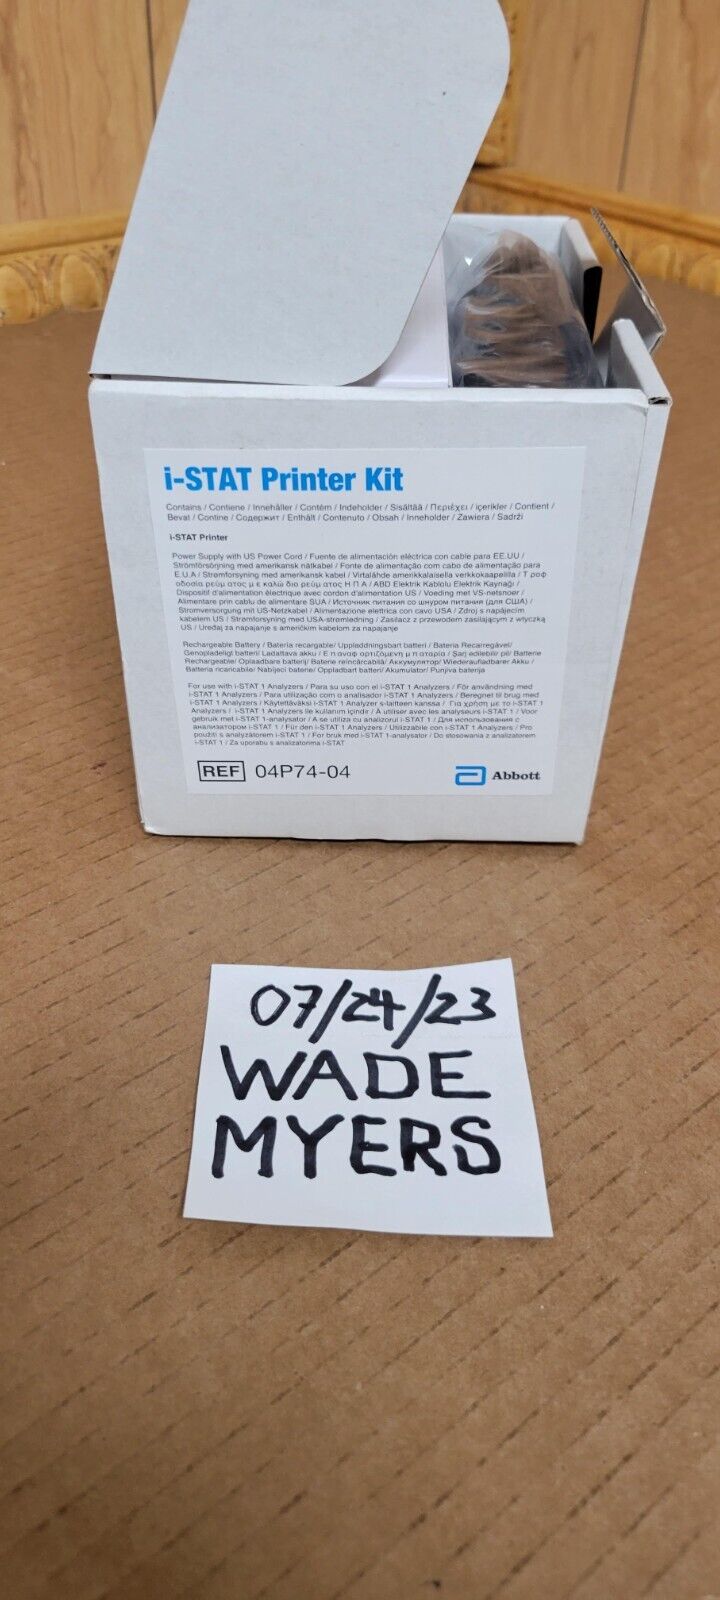 i-STAT Printer Kit
Contains / Contiene / Innehåller / Contém / Indeholder / Sisältää / Περιέχει / içerikler / Contient /
Bevat / Contine / Содержит / Enthält / Contenuto / Obsah / Inneholder / Zawiera / Sadrži
i-STAT Printer
Power Supply with US Power Cord / Fuente de alimentación eléctrica con cable para EE.UU /
Strömförsörjning med amerikansk nätkabel / Fonte de alimentação com cabo de alimentação para
E.U.A / Strømforsyning med amerikansk kabel / Virtalähde amerikkalaisella verkkokaapelilla / Τ ροφ
οδοσία ρεύμ ατος μ ε καλώ διο ρεύμ ατος Η Π Α / ABD Elektrik Kablolu Elektrik Kaynağı /
Dispositif d'alimentation électrique avec cordon d'alimentation US / Voeding met VS-netsnoer /
Alimentare prin cablu de alimentare SUA / Источник питания со шнуром питания (для США) /
Stromversorgung mit US-Netzkabel / Alimentazione elettrica con cavo USA / Zdroj s napájecím
kabelem US / Strømforsyning med USA-strømledning / Zasilacz z przewodem zasilającym z wtyczką
US / Uređaj za napajanje s američkim kabelom za napajanje
Rechargeable Battery / Bateria recargable / Uppladdningsbart batteri / Bateria Recarregável/
Genopladeligt batteri/ Ladattava akku / Ε π αναφ ορτιζόμενη μ π αταρία / Şarj edilebilir pil/ Batterie
Rechargeable/ Oplaadbare batterij/ Baterie reîncărcabilă/ Аккумулятор/ Wiederaufladbarer Akku /
Batteria ricaricabile/ Nabíjecí baterie/ Oppladbart batteri/ Akumulator/ Punjiva baterija
For use with i-STAT 1 Analyzers / Para su uso con el i-STAT 1 Analyzers / För användning med
i-STAT 1 Analyzers / Para utilização com o analisador i-STAT 1 Analyzers / Beregnet til brug med
i-STAT 1 Analyzers / Käytettäväksi i-STAT 1 Analyzer s-laitteen kanssa / Για χρήση με το i-STAT 1
Analyzers / i-STAT 1 Analyzers ile kullanım içindir / A utiliser avec les analyseurs i-STAT 1 / Voor
gebruik met i-STAT 1-analysator / A se utiliza cu analizorul i-STAT 1 / Для использования с
анализатором i-STAT 1 / Für den i-STAT 1 Analyzers / Utilizzabile con i-STAT 1 Analyzers / Pro
použití s analyzátorem i-STAT 1 / For bruk med i-STAT 1-analysator / Do stosowania z analizatorem
i-STAT 1 / Za uporabu s analizatorima i-STAT
REF 04P74-04
Abbott
07/24/23
WADE
MYERS